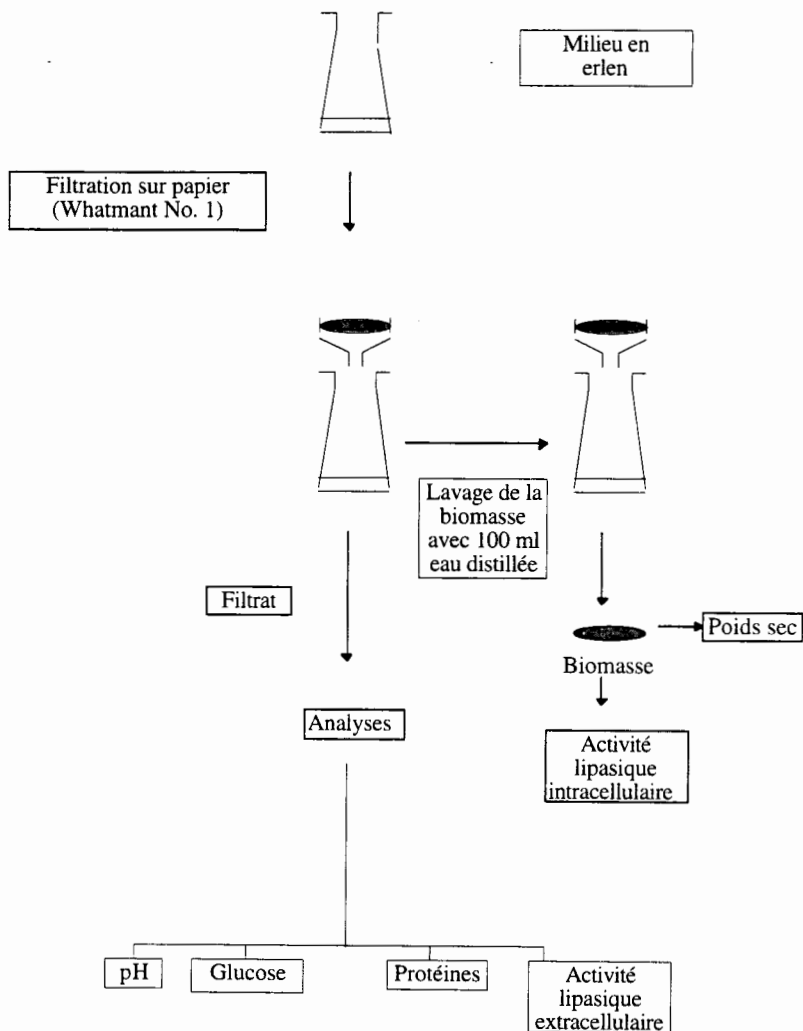 Milieu en
erlen
Filtration sur papier
(Whatmant No. 1)
Lavage de la
biomasse
avec 100 ml
eau distillée
Filtrat
Poids sec
Biomasse
Analyses
Activité
lipasique
intracellulaire
pH
Glucose
Protéines
Activité
lipasique
extracellulaire